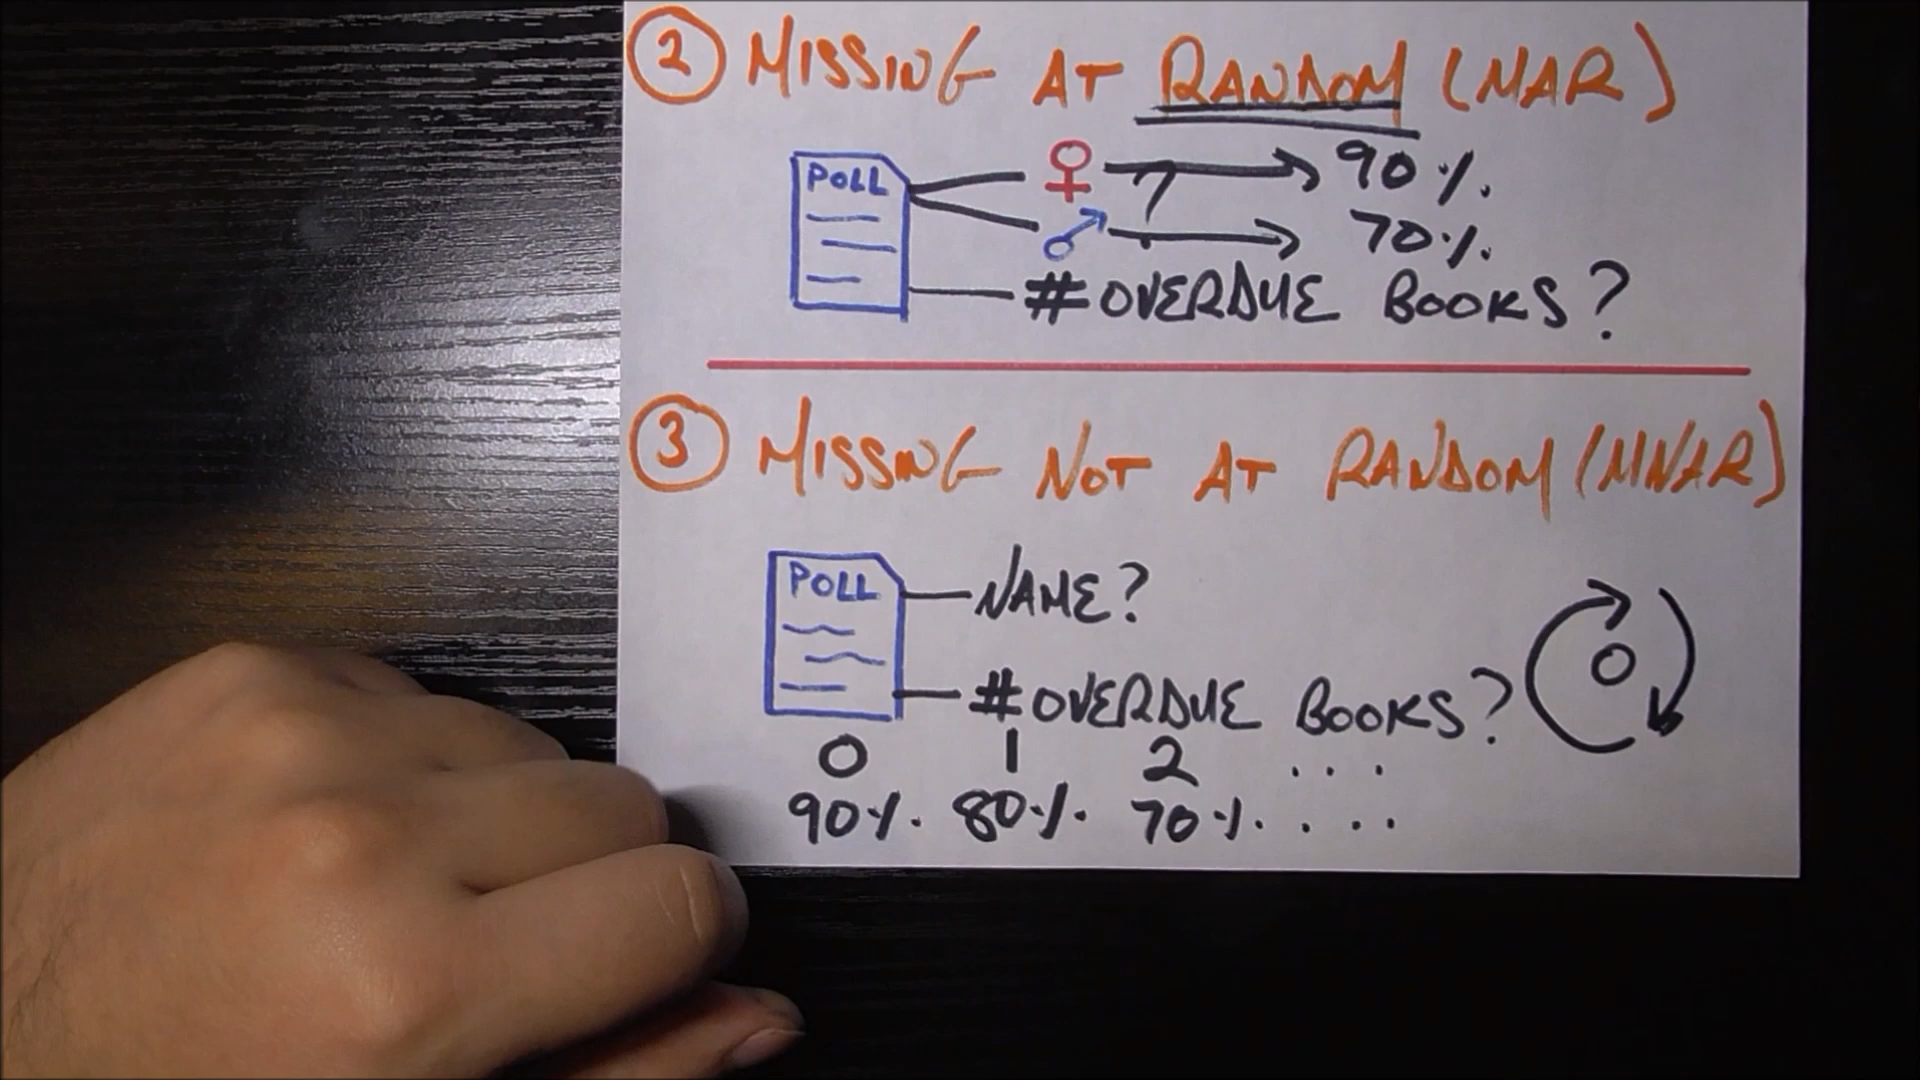 2 MISSING AT RANDOM (MAR)
POLL
♀ → 90%.
♂ → 70%.
#OVERDUE BOOKS?
3 MISSING NOT AT RANDOM (MNAR)
POLL
NAME?
#OVERDUE BOOKS?
0
0 1 2 ...
90%. 80%. 70%. ...